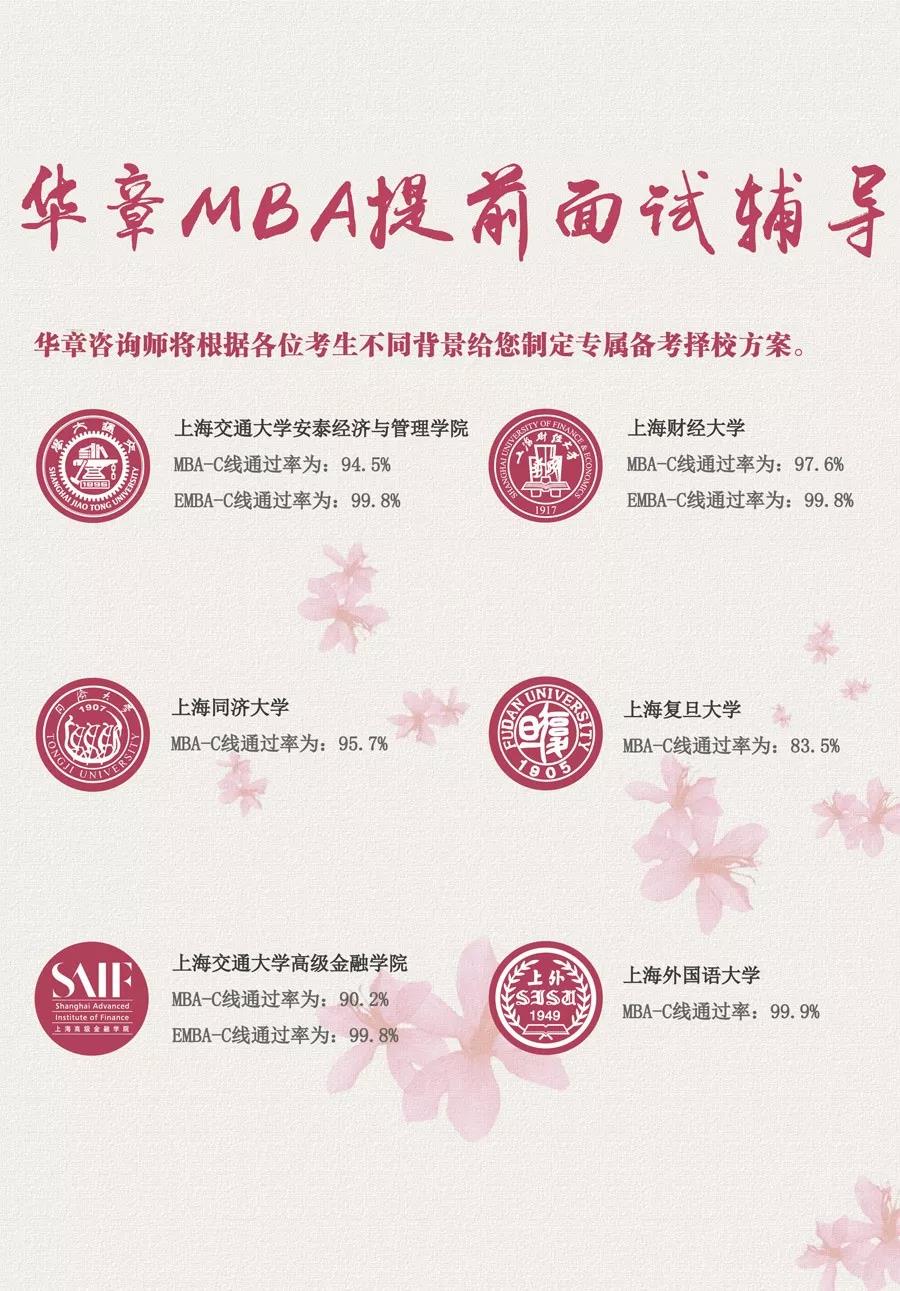 华章MBA提前面试辅导
华章咨询师将根据各位考生不同背景给您制定专属备考择校方案。
上海交通大学安泰经济与管理学院
MBA-C线通过率为：94.5%
EMBA-C线通过率为：99.8%
SHANGHAI JIAO TONG UNIVERSITY
1896
上海财经大学
MBA-C线通过率为：97.6%
EMBA-C线通过率为：99.8%
SHANGHAI UNIVERSITY OF FINANCE & ECONOMICS
上海财经大学
1917
上海同济大学
MBA-C线通过率为：95.7%
同济大学
1907
TONGJI UNIVERSITY
上海复旦大学
MBA-C线通过率为：83.5%
FUDAN UNIVERSITY
1905
上海交通大学高级金融学院
MBA-C线通过率为：90.2%
EMBA-C线通过率为：99.8%
SAIF
Shanghai Advanced
Institute of Finance
上海高级金融学院
上海外国语大学
MBA-C线通过率：99.9%
上外
SISU
1949